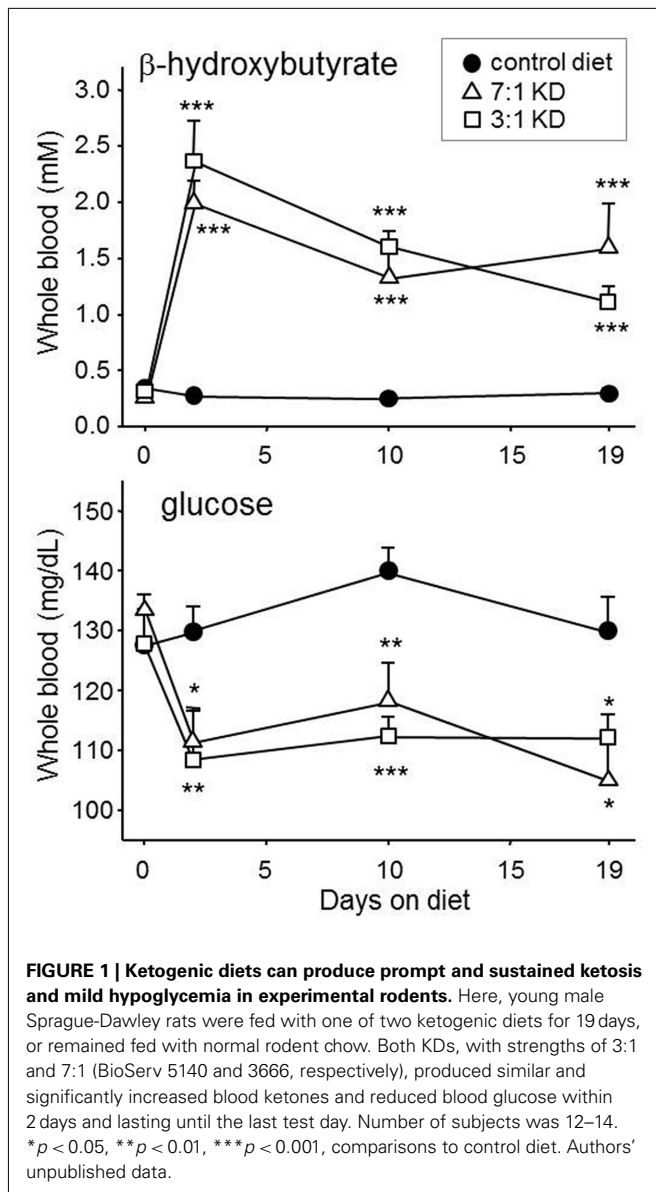 β-hydroxybutyrate
control diet
7:1 KD
3:1 KD
Whole blood (mM)
3.0
2.5
2.0
1.5
1.0
0.5
0.0
***
***
***
***
***
***
0 5 10 15 19
glucose
Whole blood (mg/dL)
150
140
130
120
110
100
*
**
**
***
*
*
0 5 10 15 19
Days on diet
FIGURE 1 | Ketogenic diets can produce prompt and sustained ketosis
and mild hypoglycemia in experimental rodents. Here, young male
Sprague-Dawley rats were fed with one of two ketogenic diets for 19 days,
or remained fed with normal rodent chow. Both KDs, with strengths of 3:1
and 7:1 (BioServ 5140 and 3666, respectively), produced similar and
significantly increased blood ketones and reduced blood glucose within
2 days and lasting until the last test day. Number of subjects was 12–14.
*p < 0.05, **p < 0.01, ***p < 0.001, comparisons to control diet. Authors'
unpublished data.